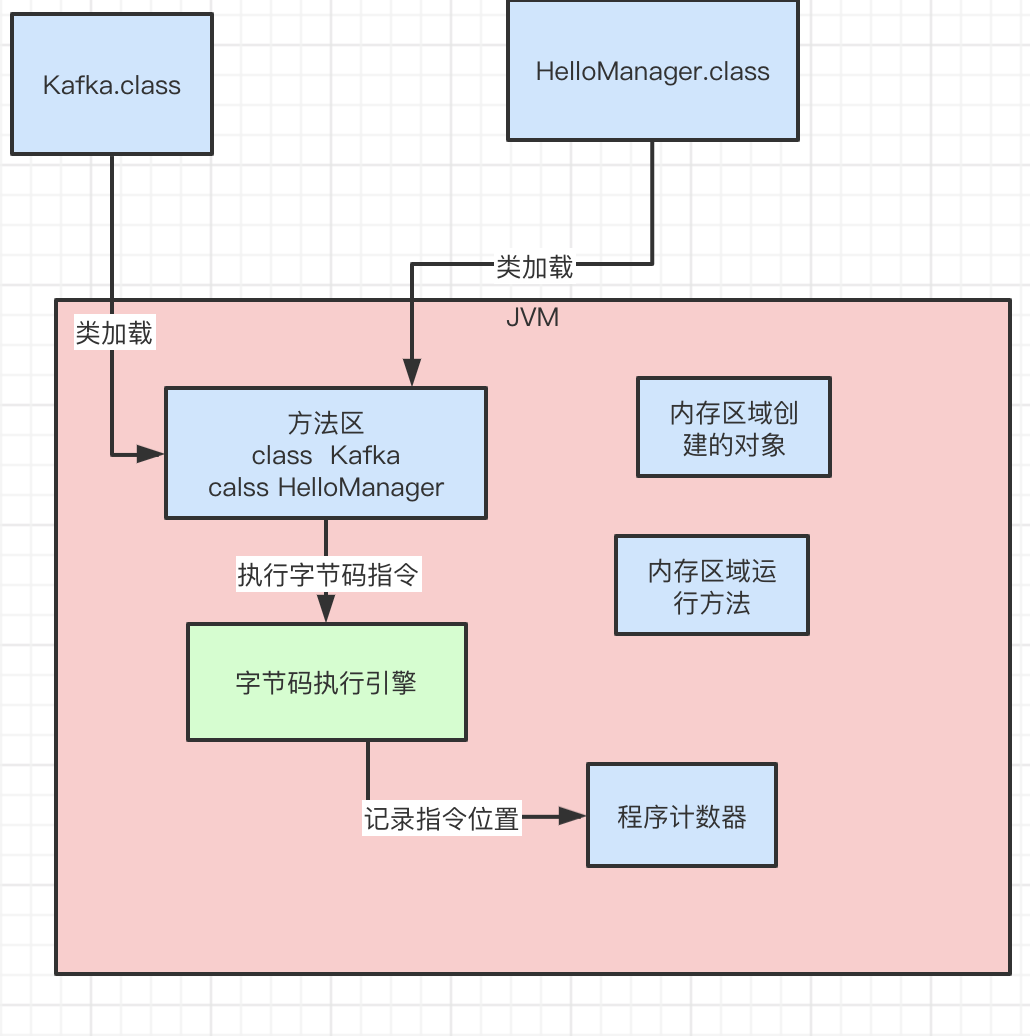 Kafka.class
HelloManager.class
类加载
JVM
类加载
方法区
class  Kafka
calss HelloManager
内存区域创
建的对象
执行字节码指令
内存区域运
行方法
字节码执行引擎
记录指令位置
程序计数器